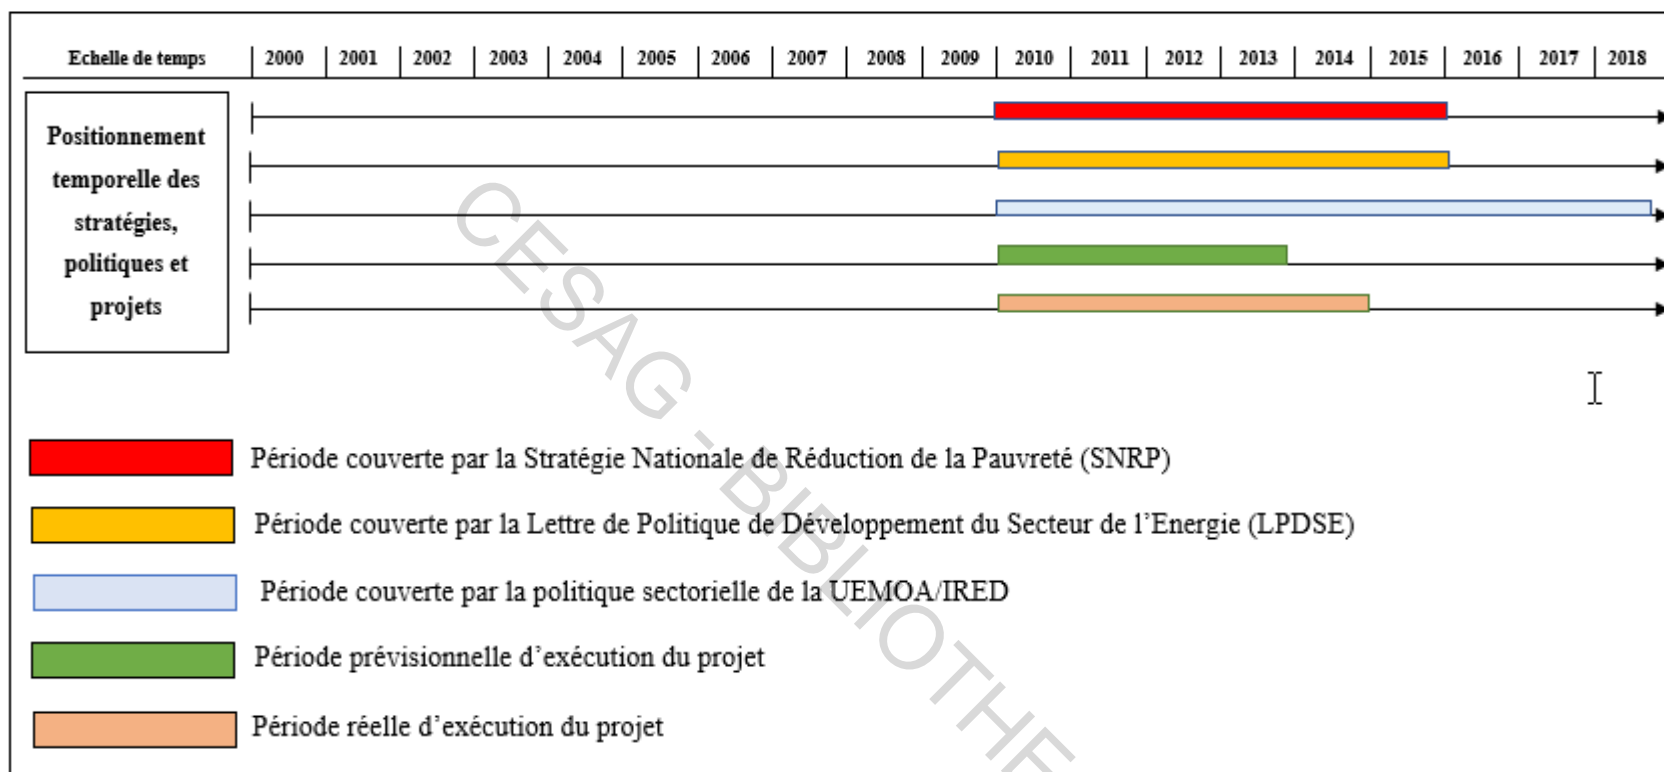 Echelle de temps 2000 2001 2002 2003 2004 2005 2006 2007 2008 2009 2010 2011 2012 2013 2014 2015 2016 2017 2018
Positionnement
temporelle des
stratégies,
politiques et
projets
Période couverte par la Stratégie Nationale de Réduction de la Pauvreté (SNRP)
Période couverte par la Lettre de Politique de Développement du Secteur de l'Energie (LPDSE)
Période couverte par la politique sectorielle de la UEMOA/IRED
Période prévisionnelle d'exécution du projet
Période réelle d'exécution du projet
CESAG - BIBLIOTHE